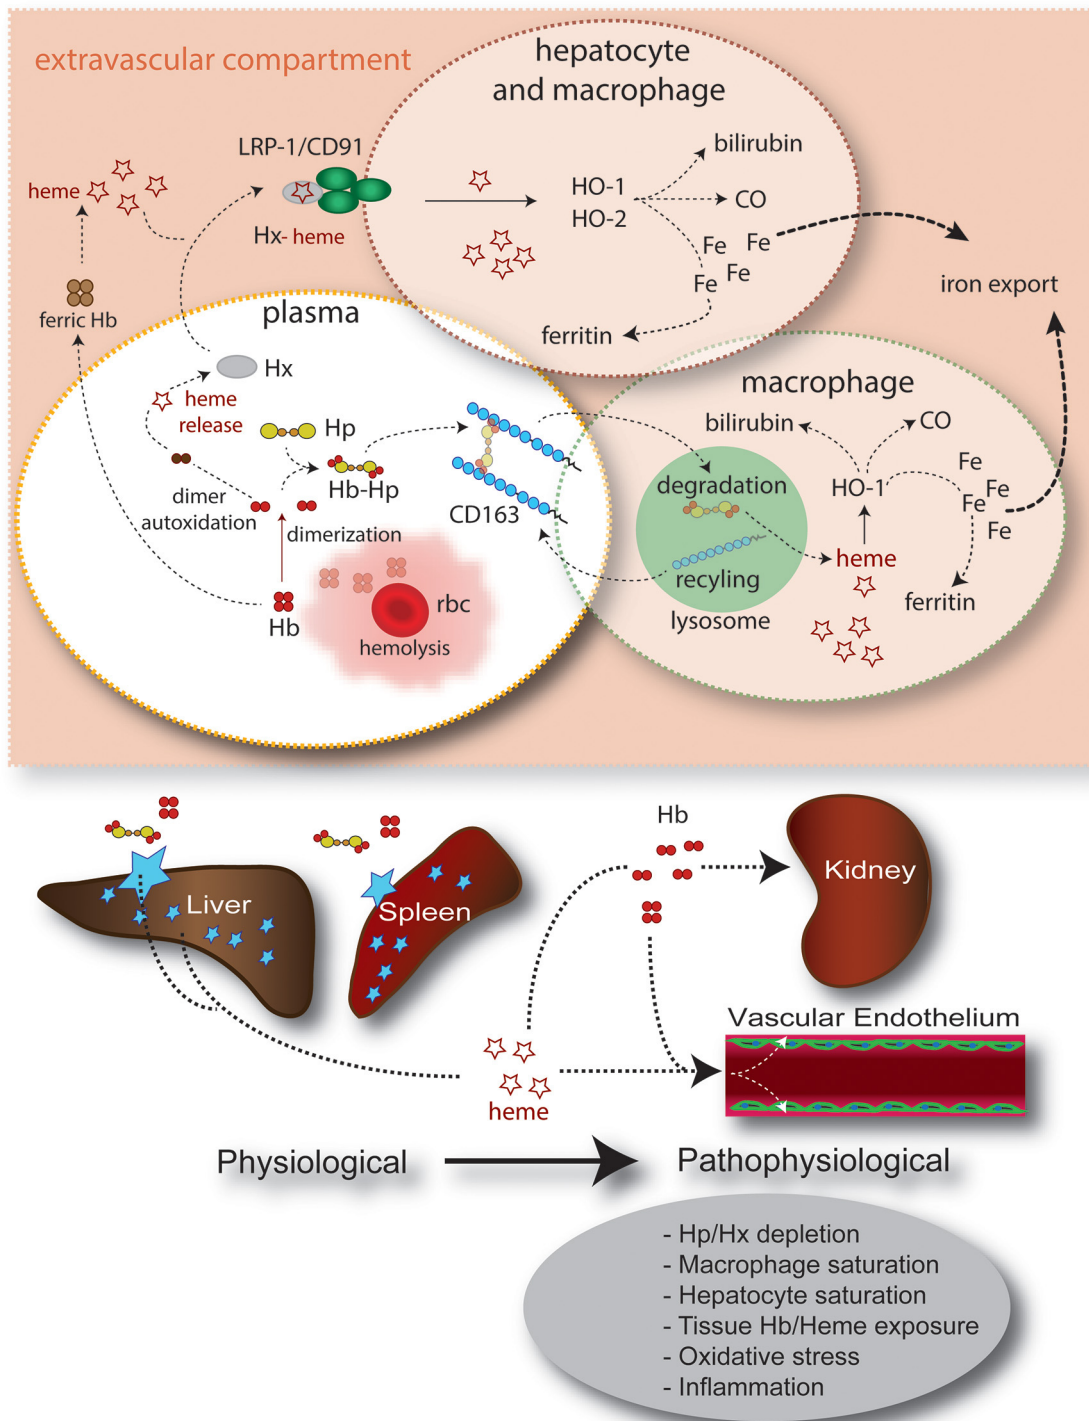 extravascular compartment
hepatocyte
and macrophage
LRP-1/CD91
heme
Hx- heme
HO-1
HO-2
bilirubin
CO
Fe
Fe
Fe
Fe
ferritin
iron export
ferric Hb
plasma
Hx
heme
release
Hp
Hb-Hp
dimer
autoxidation
dimerization
CD163
Hb
rbc
hemolysis
macrophage
bilirubin
CO
degradation
HO-1
Fe
Fe
Fe
Fe
heme
recyling
lysosome
ferritin
Liver
Spleen
Hb
Kidney
Vascular Endothelium
heme
Physiological
Pathophysiological
- Hp/Hx depletion
- Macrophage saturation
- Hepatocyte saturation
- Tissue Hb/Heme exposure
- Oxidative stress
- Inflammation